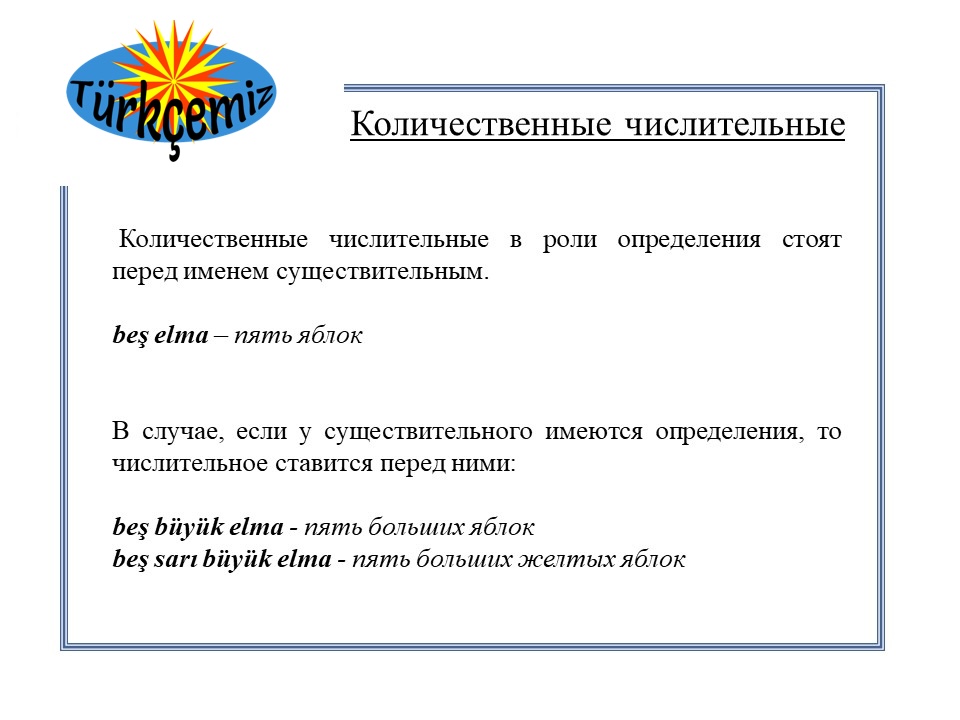 Türkçemiz
Количественные числительные
Количественные числительные в роли определения стоят
перед именем существительным.
beş elma – пять яблок
В случае, если у существительного имеются определения, то
числительное ставится перед ними:
beş büyük elma - пять больших яблок
beş sarı büyük elma - пять больших желтых яблок